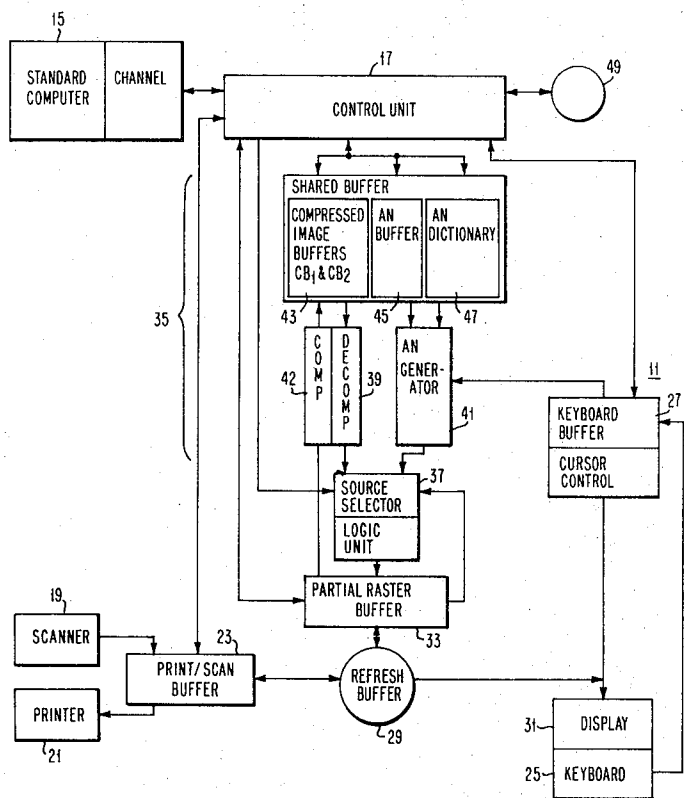 15
STANDARD
COMPUTER
CHANNEL
17
CONTROL UNIT
49
SHARED BUFFER
COMPRESSED
IMAGE
BUFFERS
CB1 & CB2
AN
BUFFER
AN
DICTIONARY
43
45
47
35
COMP
42
DECOMP
39
AN
GENER-
ATOR
41
11
KEYBOARD
BUFFER
27
CURSOR
CONTROL
SOURCE
SELECTOR
37
LOGIC
UNIT
PARTIAL RASTER
BUFFER
33
19
SCANNER
23
PRINT/SCAN
BUFFER
REFRESH
BUFFER
29
PRINTER
21
31
DISPLAY
25
KEYBOARD